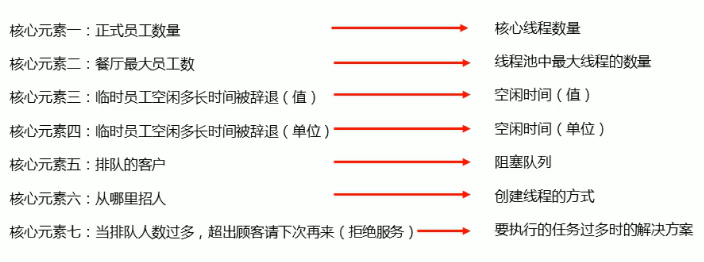 核心元素一：正式员工数量 核心线程数量
核心元素二：餐厅最大员工数 线程池中最大线程的数量
核心元素三：临时员工空闲多长时间被辞退（值） 空闲时间（值）
核心元素四：临时员工空闲多长时间被辞退（单位） 空闲时间（单位）
核心元素五：排队的客户 阻塞队列
核心元素六：从哪里招人 创建线程的方式
核心元素七：当排队人数过多，超出顾客请下次再来（拒绝服务） 要执行的任务过多时的解决方案